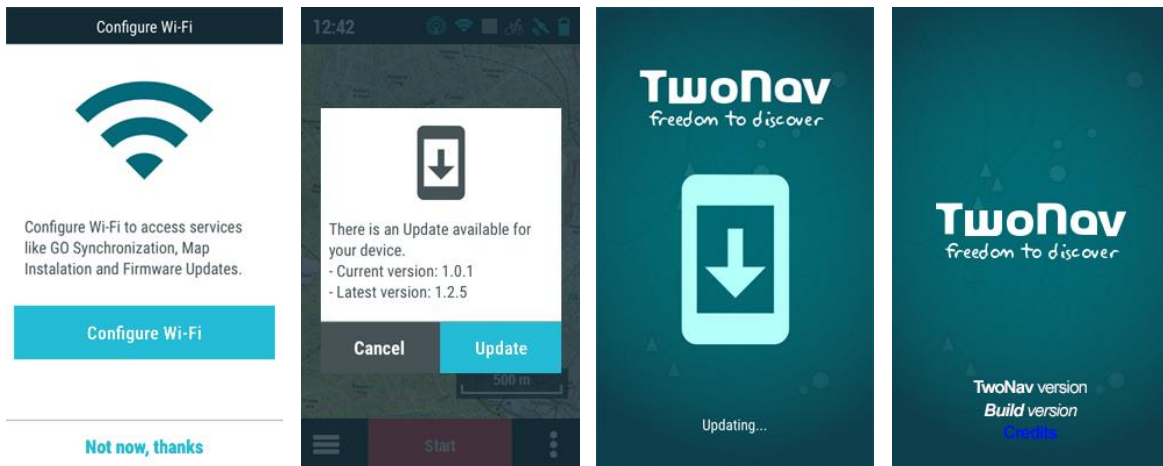 Configure Wi-Fi
Configure Wi-Fi to access services
like GO Synchronization, Map
Instalation and Firmware Updates.
Configure Wi-Fi
Not now, thanks
12:42
There is an Update available for
your device.
- Current version: 1.0.1
- Latest version: 1.2.5
Cancel
Update
500 m
Start
TwoNav
freedom to discover
Updating...
TwoNav
freedom to discover
TwoNav version
Build version
Credits